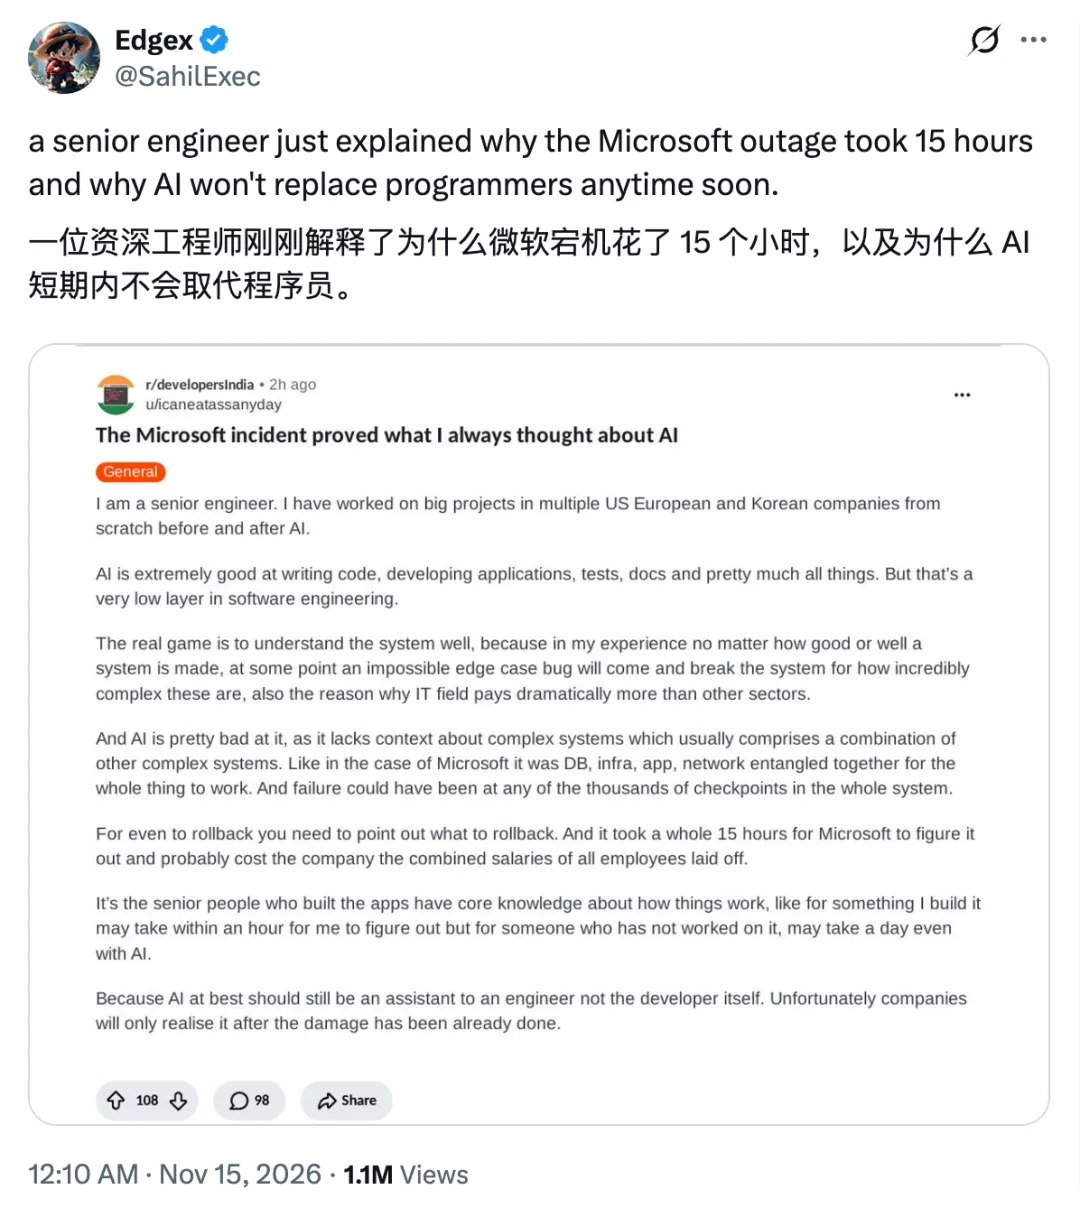 Edgex
@SahilExec
a senior engineer just explained why the Microsoft outage took 15 hours
and why AI won't replace programmers anytime soon.
一位资深工程师刚刚解释了为什么微软宕机花了 15 个小时，以及为什么 AI
短期内不会取代程序员。
r/developersIndia • 2h ago
u/icaneatassanyday
The Microsoft incident proved what I always thought about AI
General
I am a senior engineer. I have worked on big projects in multiple US European and Korean companies from
scratch before and after AI.
AI is extremely good at writing code, developing applications, tests, docs and pretty much all things. But that's a
very low layer in software engineering.
The real game is to understand the system well, because in my experience no matter how good or well a
system is made, at some point an impossible edge case bug will come and break the system for how incredibly
complex these are, also the reason why IT field pays dramatically more than other sectors.
And AI is pretty bad at it, as it lacks context about complex systems which usually comprises a combination of
other complex systems. Like in the case of Microsoft it was DB, infra, app, network entangled together for the
whole thing to work. And failure could have been at any of the thousands of checkpoints in the whole system.
For even to rollback you need to point out what to rollback. And it took a whole 15 hours for Microsoft to figure it
out and probably cost the company the combined salaries of all employees laid off.
It's the senior people who built the apps have core knowledge about how things work, like for something I build it
may take within an hour for me to figure out but for someone who has not worked on it, may take a day even
with AI.
Because AI at best should still be an assistant to an engineer not the developer itself. Unfortunately companies
will only realise it after the damage has been already done.
108
98
Share
12:10 AM · Nov 15, 2026 · 1.1M Views